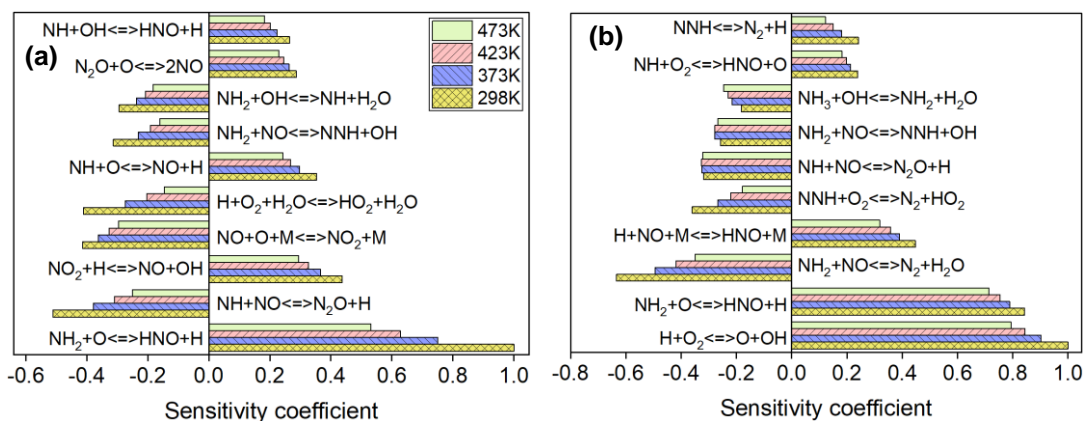 (a)
NH+OH<=>HNO+H
N₂O+O<=>2NO
NH₂+OH<=>NH+H₂O
NH₂+NO<=>NNH+OH
NH+O<=>NO+H
H+O₂+H₂O<=>HO₂+H₂O
NO+O+M<=>NO₂+M
NO₂+H<=>NO+OH
NH+NO<=>N₂O+H
NH₂+O<=>HNO+H
473K
423K
373K
298K
-0.6 -0.4 -0.2 0.0 0.2 0.4 0.6 0.8 1.0
Sensitivity coefficient
(b)
NNH<=>N₂+H
NH+O₂<=>HNO+O
NH₃+OH<=>NH₂+H₂O
NH₂+NO<=>NNH+OH
NH+NO<=>N₂O+H
NNH+O₂<=>N₂+HO₂
H+NO+M<=>HNO+M
NH₂+NO<=>N₂+H₂O
NH₂+O<=>HNO+H
H+O₂<=>O+OH
-0.8 -0.6 -0.4 -0.2 0.0 0.2 0.4 0.6 0.8 1.0
Sensitivity coefficient